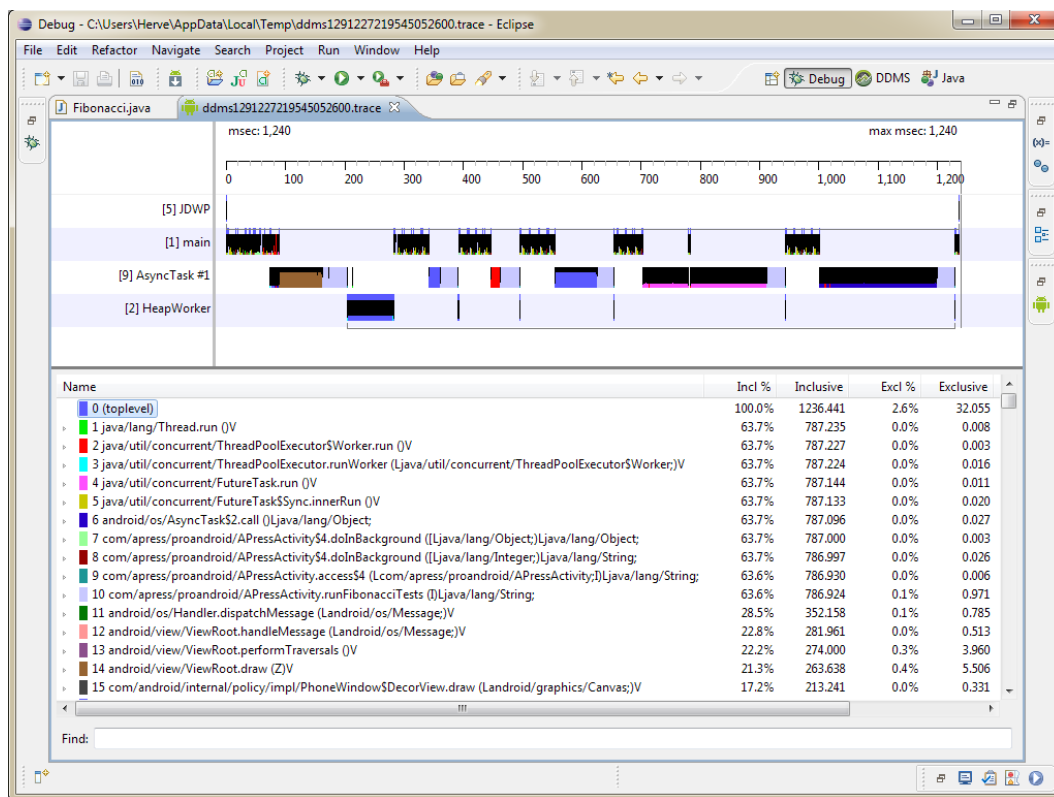 Debug - C:\Users\Herve\AppData\Local\Temp\ddms1291227219545052600.trace - Eclipse
File Edit Refactor Navigate Search Project Run Window Help
Debug DDMS Java
Fibonacci.java ddms1291227219545052600.trace
msec: 1,240 max msec: 1,240
0 100 200 300 400 500 600 700 800 900 1,000 1,100 1,200
[5] JDWP
[1] main
[9] AsyncTask #1
[2] HeapWorker
Name Incl % Inclusive Excl % Exclusive
0 (toplevel) 100.0% 1236.441 2.6% 32.055
1 java/lang/Thread.run ()V 63.7% 787.235 0.0% 0.008
2 java/util/concurrent/ThreadPoolExecutor$Worker.run ()V 63.7% 787.227 0.0% 0.003
3 java/util/concurrent/ThreadPoolExecutor.runWorker (Ljava/util/concurrent/ThreadPoolExecutor$Worker;)V 63.7% 787.224 0.0% 0.016
4 java/util/concurrent/FutureTask.run ()V 63.7% 787.144 0.0% 0.011
5 java/util/concurrent/FutureTask$Sync.innerRun ()V 63.7% 787.133 0.0% 0.020
6 android/os/AsyncTask$2.call ()Ljava/lang/Object; 63.7% 787.096 0.0% 0.027
7 com/apress/proandroid/APressActivity$4.doInBackground ([Ljava/lang/Object;)Ljava/lang/Object; 63.7% 787.000 0.0% 0.003
8 com/apress/proandroid/APressActivity$4.doInBackground ([Ljava/lang/Integer;)Ljava/lang/String; 63.7% 786.997 0.0% 0.026
9 com/apress/proandroid/APressActivity.access$4 (Lcom/apress/proandroid/APressActivity;I)Ljava/lang/String; 63.6% 786.930 0.0% 0.006
10 com/apress/proandroid/APressActivity.runFibonacciTests (I)Ljava/lang/String; 63.6% 786.924 0.1% 0.971
11 android/os/Handler.dispatchMessage (Landroid/os/Message;)V 28.5% 352.158 0.1% 0.785
12 android/view/ViewRoot.handleMessage (Landroid/os/Message;)V 22.8% 281.961 0.0% 0.513
13 android/view/ViewRoot.performTraversals ()V 22.2% 274.000 0.3% 3.960
14 android/view/ViewRoot.draw (Z)V 21.3% 263.638 0.4% 5.506
15 com/android/internal/policy/impl/PhoneWindow$DecorView.draw (Landroid/graphics/Canvas;)V 17.2% 213.241 0.0% 0.331
Find: